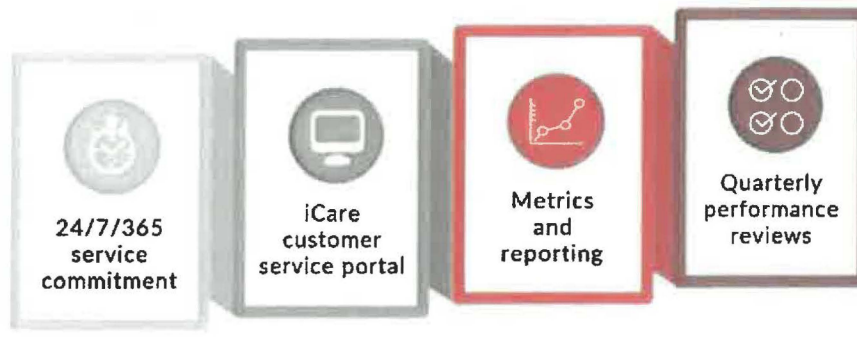 24/7/365
service
commitment
iCare
customer
service portal
Metrics
and
reporting
Quarterly
performance
reviews